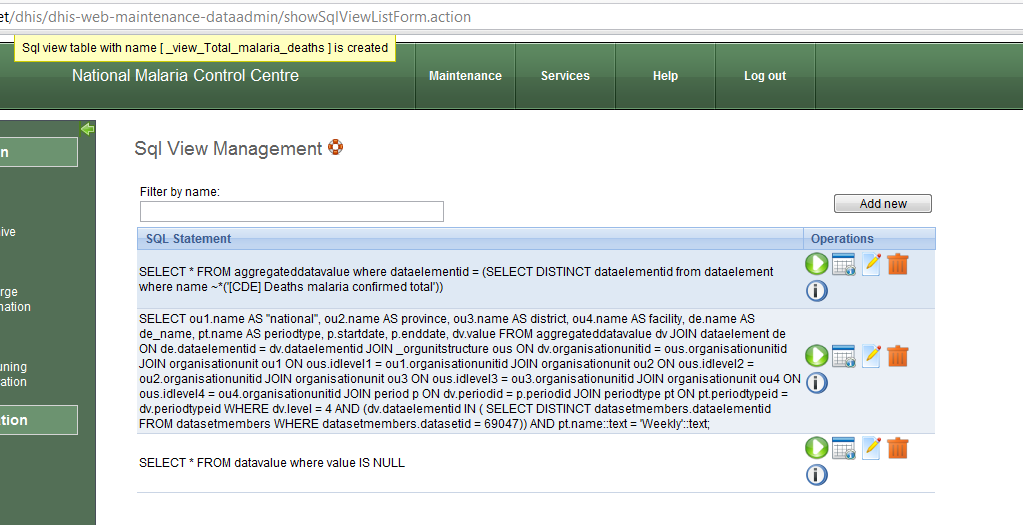 et/dhis/dhis-web-maintenance-dataadmin/showSqlViewListForm.action
Sql view table with name [ _view_Total_malaria_deaths ] is created
National Malaria Control Centre
Maintenance
Services
Help
Log out
n
ive
rge
nation
uning
ation
ation
Sql View Management
Filter by name:
Add new
SQL Statement
Operations
SELECT * FROM aggregateddatavalue where dataelementid = (SELECT DISTINCT dataelementid from dataelement
where name ~*('[CDE] Deaths malaria confirmed total'))
SELECT ou1.name AS "national", ou2.name AS province, ou3.name AS district, ou4.name AS facility, de.name AS
de_name, pt.name AS periodtype, p.startdate, p.enddate, dv.value FROM aggregateddatavalue dv JOIN dataelement de
ON de.dataelementid = dv.dataelementid JOIN _orgunitstructure ous ON dv.organisationunitid = ous.organisationunitid
JOIN organisationunit ou1 ON ous.idlevel1 = ou1.organisationunitid JOIN organisationunit ou2 ON ous.idlevel2 =
ou2.organisationunitid JOIN organisationunit ou3 ON ous.idlevel3 = ou3.organisationunitid JOIN organisationunit ou4 ON
ous.idlevel4 = ou4.organisationunitid JOIN period p ON dv.periodid = p.periodid JOIN periodtype pt ON pt.periodtypeid =
dv.periodtypeid WHERE dv.level = 4 AND (dv.dataelementid IN ( SELECT DISTINCT datasetmembers.dataelementid
FROM datasetmembers WHERE datasetmembers.datasetid = 69047)) AND pt.name::text = 'Weekly'::text;
SELECT * FROM datavalue where value IS NULL